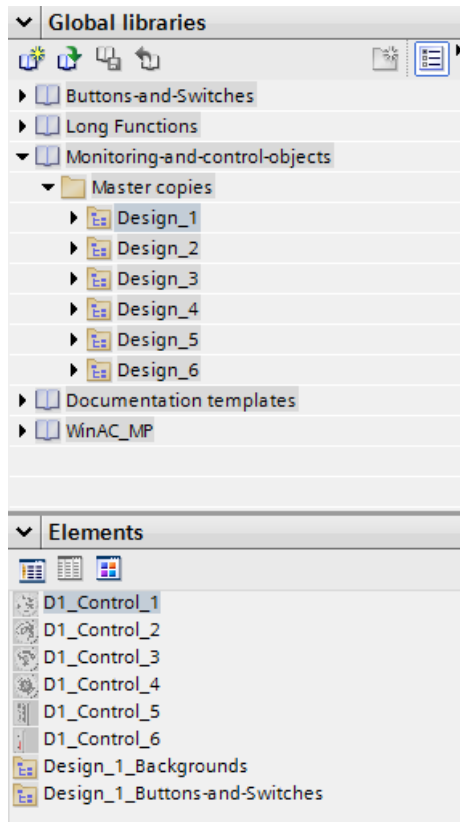 Global libraries
Buttons-and-Switches
Long Functions
Monitoring-and-control-objects
Master copies
Design_1
Design_2
Design_3
Design_4
Design_5
Design_6
Documentation templates
WinAC_MP
Elements
D1_Control_1
D1_Control_2
D1_Control_3
D1_Control_4
D1_Control_5
D1_Control_6
Design_1_Backgrounds
Design_1_Buttons-and-Switches